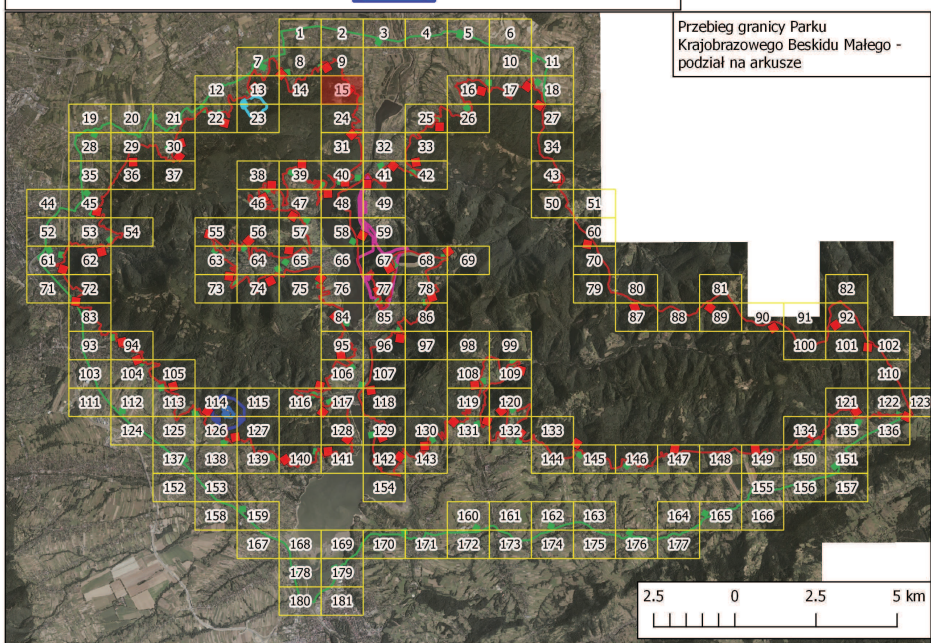 Przebieg granicy Parku
Krajobrazowego Beskidu Małego -
podział na arkusze
1 2 3 4 5 6
7 8 9 10 11
12 13 14 15 16 17 18
19 20 21 22 23 24 25 26 27
28 29 30 31 32 33 34
35 36 37 38 39 40 41 42 43
44 45 46 47 48 49 50 51
52 53 54 55 56 57 58 59 60
61 62 63 64 65 66 67 68 69 70
71 72 73 74 75 76 77 78 79 80 81 82
83 84 85 86 87 88 89 90 91 92
93 94 95 96 97 98 99 100 101 102
103 104 105 106 107 108 109 110
111 112 113 114 115 116 117 118 119 120 121 122 123
124 125 126 127 128 129 130 131 132 133 134 135 136
137 138 139 140 141 142 143 144 145 146 147 148 149 150 151
152 153 154 155 156 157
158 159 160 161 162 163 164 165 166
167 168 169 170 171 172 173 174 175 176 177
178 179
180 181
2.5 0 2.5 5 km